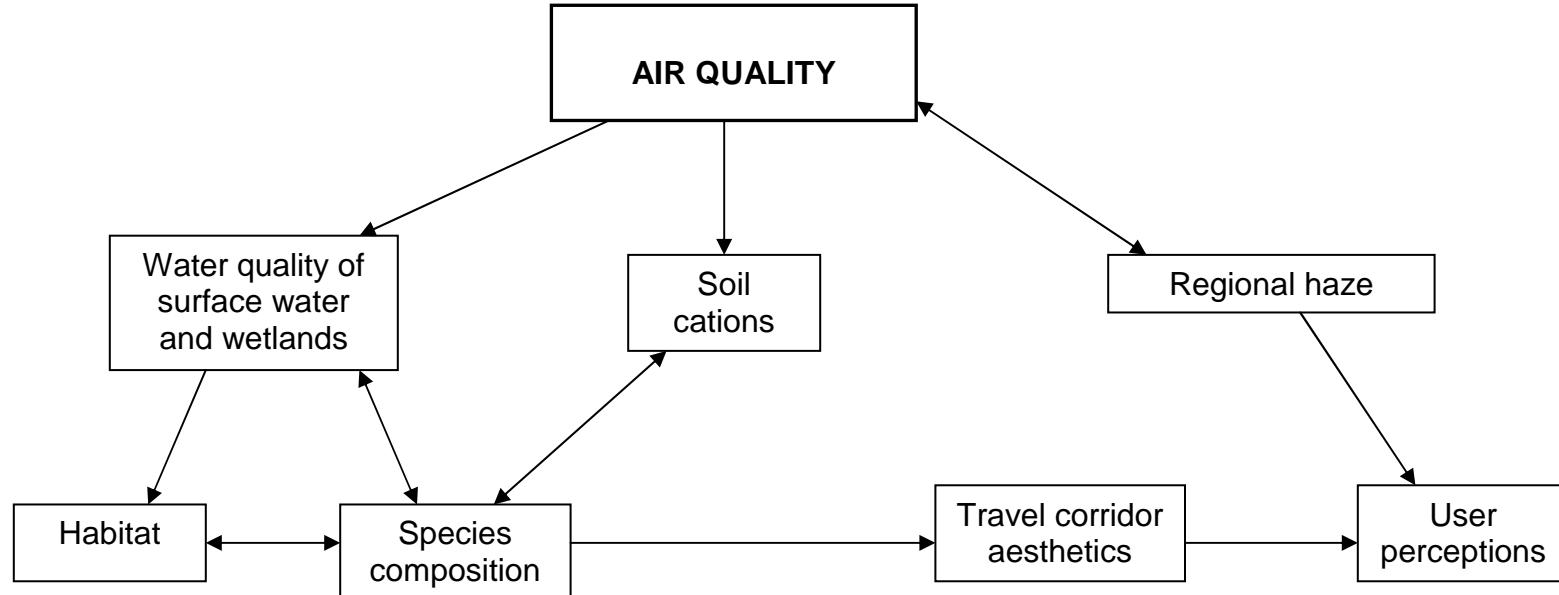 AIR QUALITY
Water quality of
surface water
and wetlands
Soil
cations
Regional haze
Habitat
Species
composition
Travel corridor
aesthetics
User
perceptions